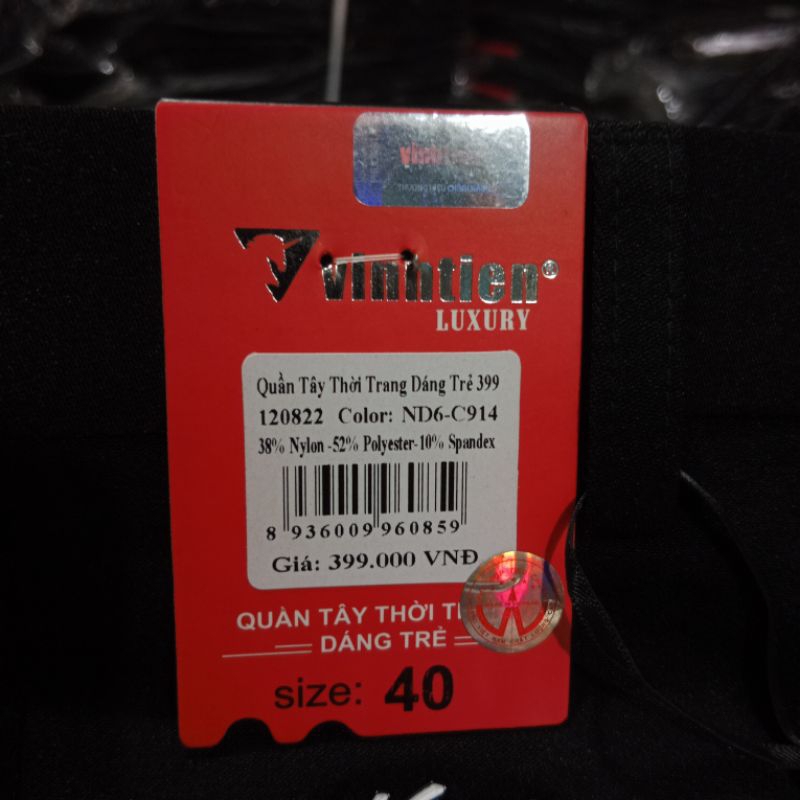 vinhtien
vinhtien®
LUXURY
Quần Tây Thời Trang Dáng Trẻ 399
120822 Color: ND6-C914
38% Nylon -52% Polyester-10% Spandex
8 936009 960859
Giá: 399.000 VNĐ
QUẦN TÂY THỜI T
DÁNG TRẺ
size: 40